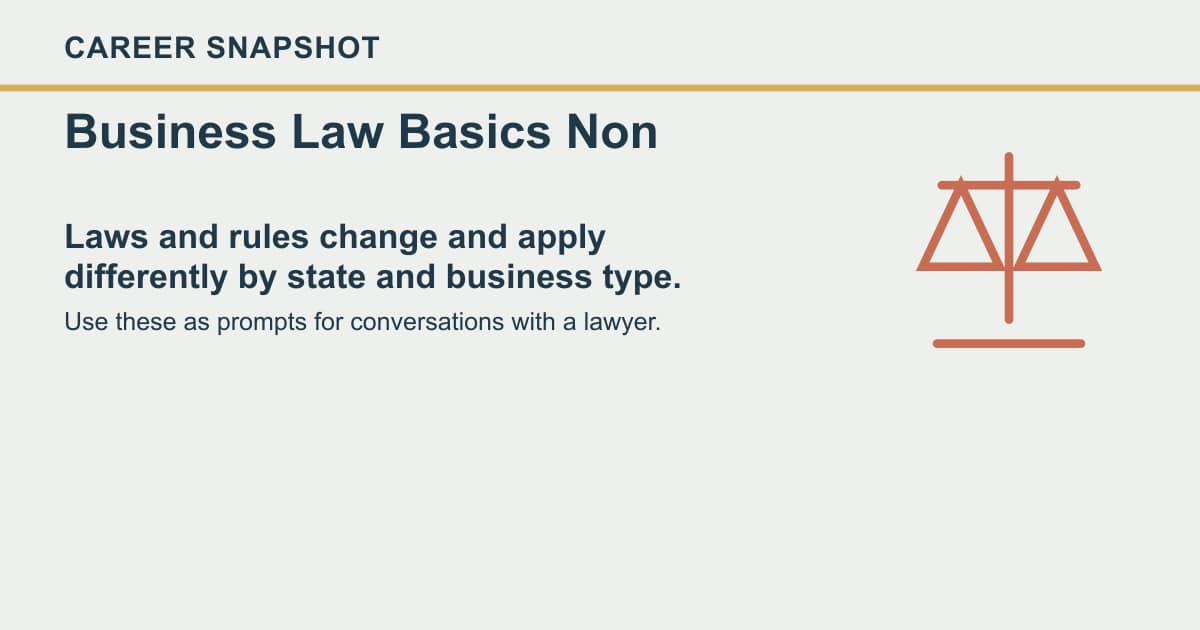 CAREER SNAPSHOT
Business Law Basics Non
Laws and rules change and apply
differently by state and business type.
Use these as prompts for conversations with a lawyer.